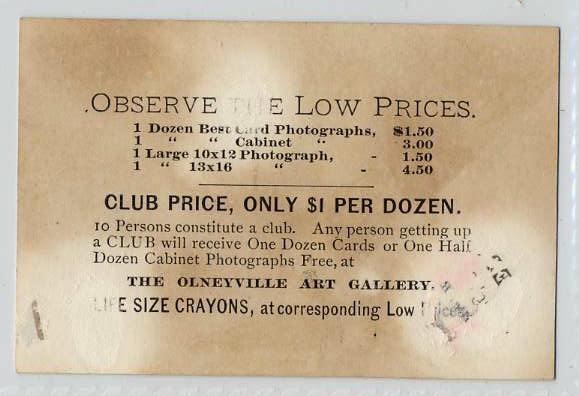 OBSERVE THE LOW PRICES.
1 Dozen Best Card Photographs, $1.50
1 " " Cabinet " 3.00
1 Large 10x12 Photograph, - 1.50
1 " 13x16 " - 4.50
CLUB PRICE, ONLY $1 PER DOZEN.
10 Persons constitute a club. Any person getting up
a CLUB will receive One Dozen Cards or One Half
Dozen Cabinet Photographs Free, at
THE OLNEYVILLE ART GALLERY.
LIFE SIZE CRAYONS, at corresponding Low Prices